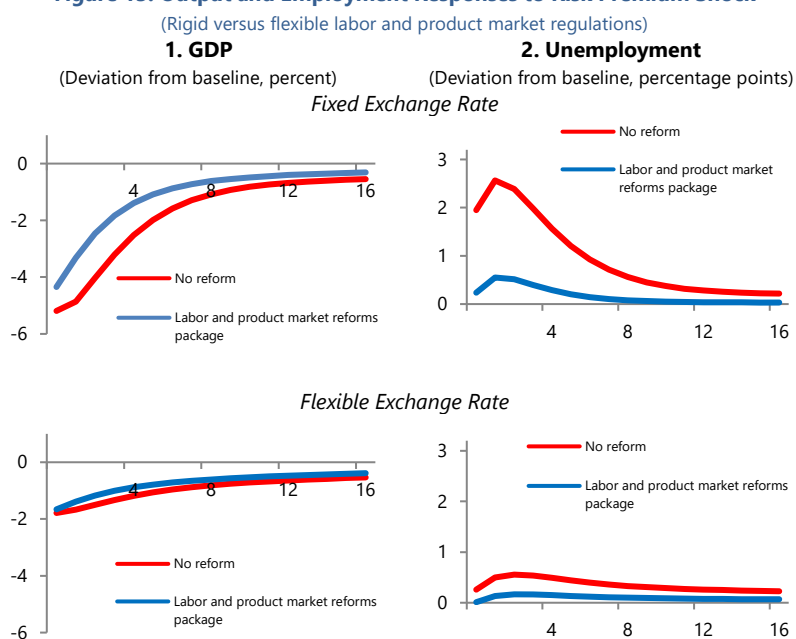 (Rigid versus flexible labor and product market regulations)
1. GDP
(Deviation from baseline, percent)
2. Unemployment
(Deviation from baseline, percentage points)
Fixed Exchange Rate
0
-2
-4
-6
4
8
12
16
No reform
Labor and product market reforms
package
3
2
1
0
4
8
12
16
No reform
Labor and product market
reforms package
Flexible Exchange Rate
0
-2
-4
-6
4
8
12
16
No reform
Labor and product market reforms
package
3
2
1
0
4
8
12
16
No reform
Labor and product market reforms
package